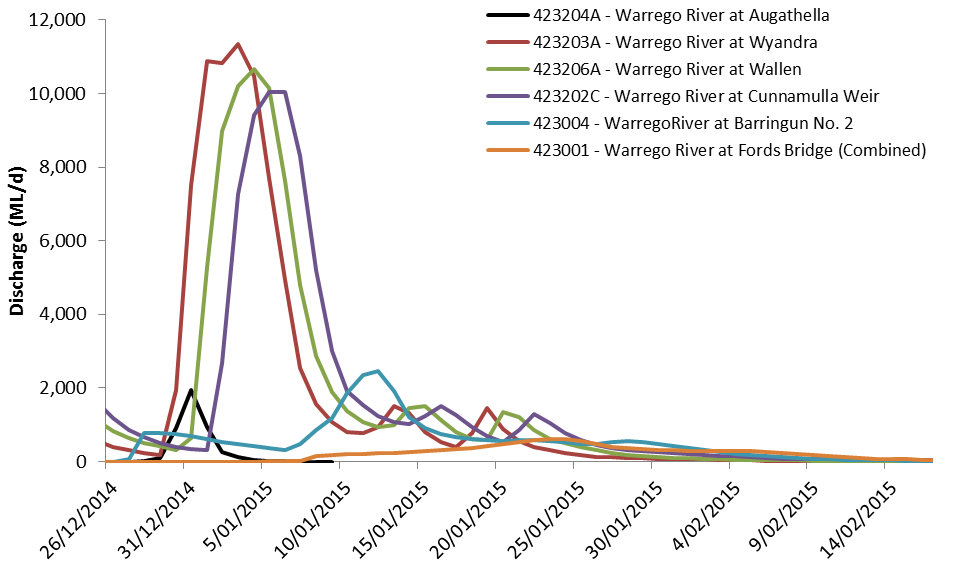 423204A - Warrego River at Augathella
423203A - Warrego River at Wyandra
423206A - Warrego River at Wallen
423202C - Warrego River at Cunnamulla Weir
423004 - WarregoRiver at Barringun No. 2
423001 - Warrego River at Fords Bridge (Combined)
Discharge (ML/d)
12,000
10,000
8,000
6,000
4,000
2,000
0
26/12/2014
31/12/2014
5/01/2015
10/01/2015
15/01/2015
20/01/2015
25/01/2015
30/01/2015
4/02/2015
9/02/2015
14/02/2015